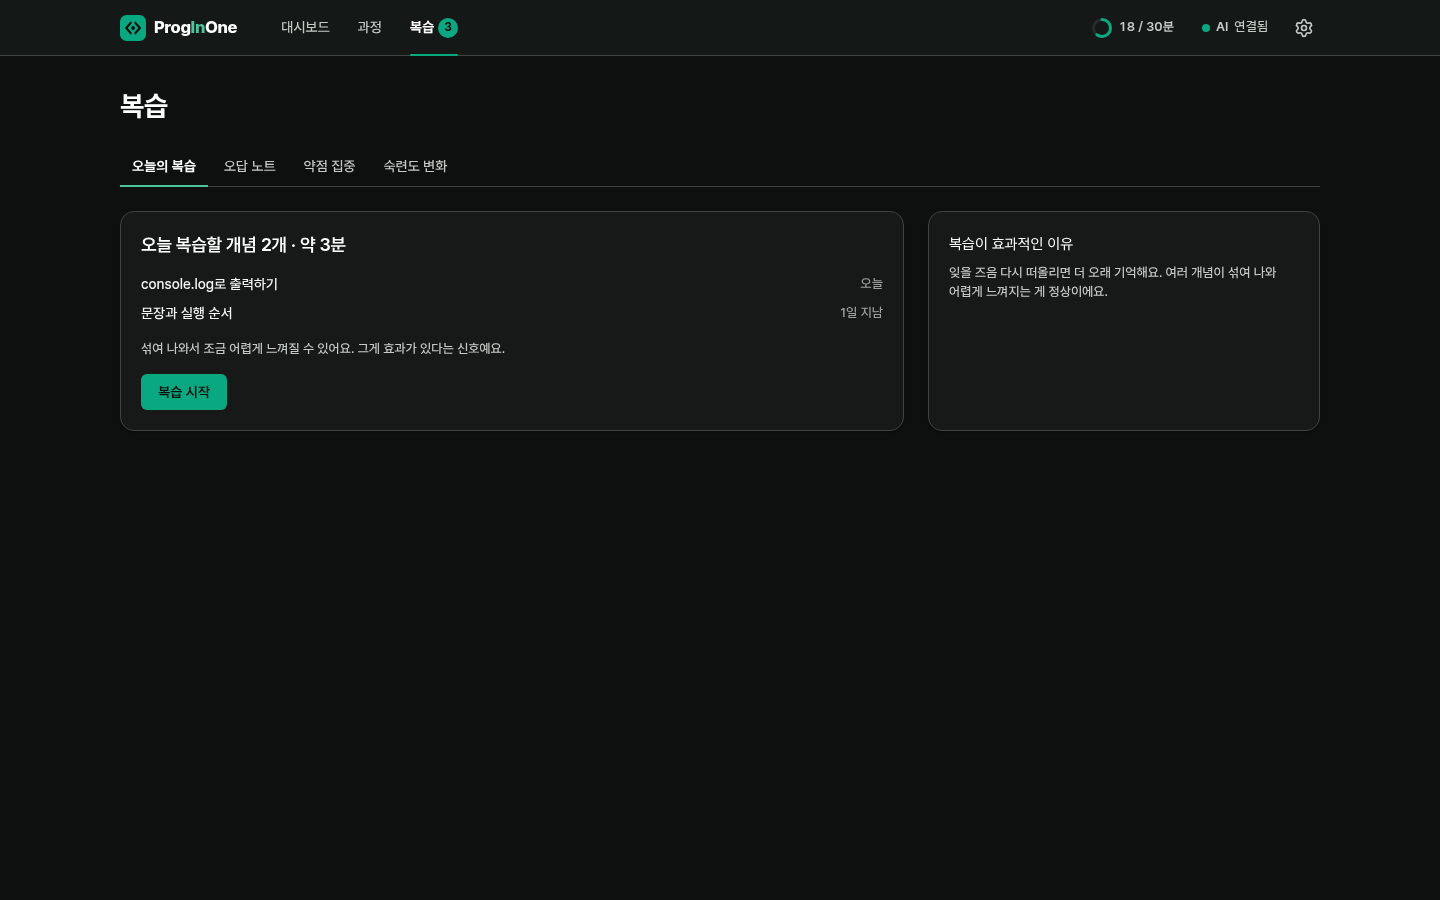 ProgInOne 대시보드 과정 복습 3 18 / 30분 AI 연결됨
복습
오늘의 복습 오답 노트 약점 집중 숙련도 변화
오늘 복습할 개념 2개 · 약 3분
console.log로 출력하기 오늘
문장과 실행 순서 1일 지남
섞여 나와서 조금 어렵게 느껴질 수 있어요. 그게 효과가 있다는 신호예요.
복습 시작
복습이 효과적인 이유
잊을 즈음 다시 떠올리면 더 오래 기억해요. 여러 개념이 섞여 나와
어렵게 느껴지는 게 정상이에요.